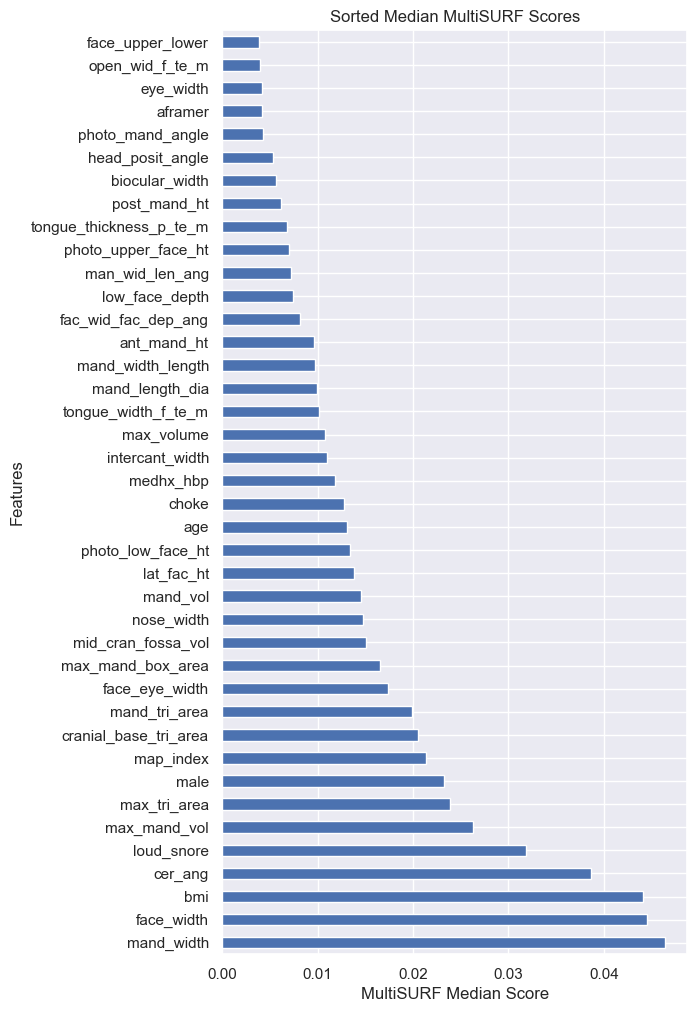 Sorted Median MultiSURF Scores
face_upper_lower
open_wid_f_te_m
eye_width
aframer
photo_mand_angle
head_posit_angle
biocular_width
post_mand_ht
tongue_thickness_p_te_m
photo_upper_face_ht
man_wid_len_ang
low_face_depth
fac_wid_fac_dep_ang
ant_mand_ht
mand_width_length
mand_length_dia
tongue_width_f_te_m
max_volume
intercant_width
medhx_hbp
choke
age
photo_low_face_ht
lat_fac_ht
mand_vol
nose_width
mid_cran_fossa_vol
max_mand_box_area
face_eye_width
mand_tri_area
cranial_base_tri_area
map_index
male
max_tri_area
max_mand_vol
loud_snore
cer_ang
bmi
face_width
mand_width
Features
0.00 0.01 0.02 0.03 0.04
MultiSURF Median Score